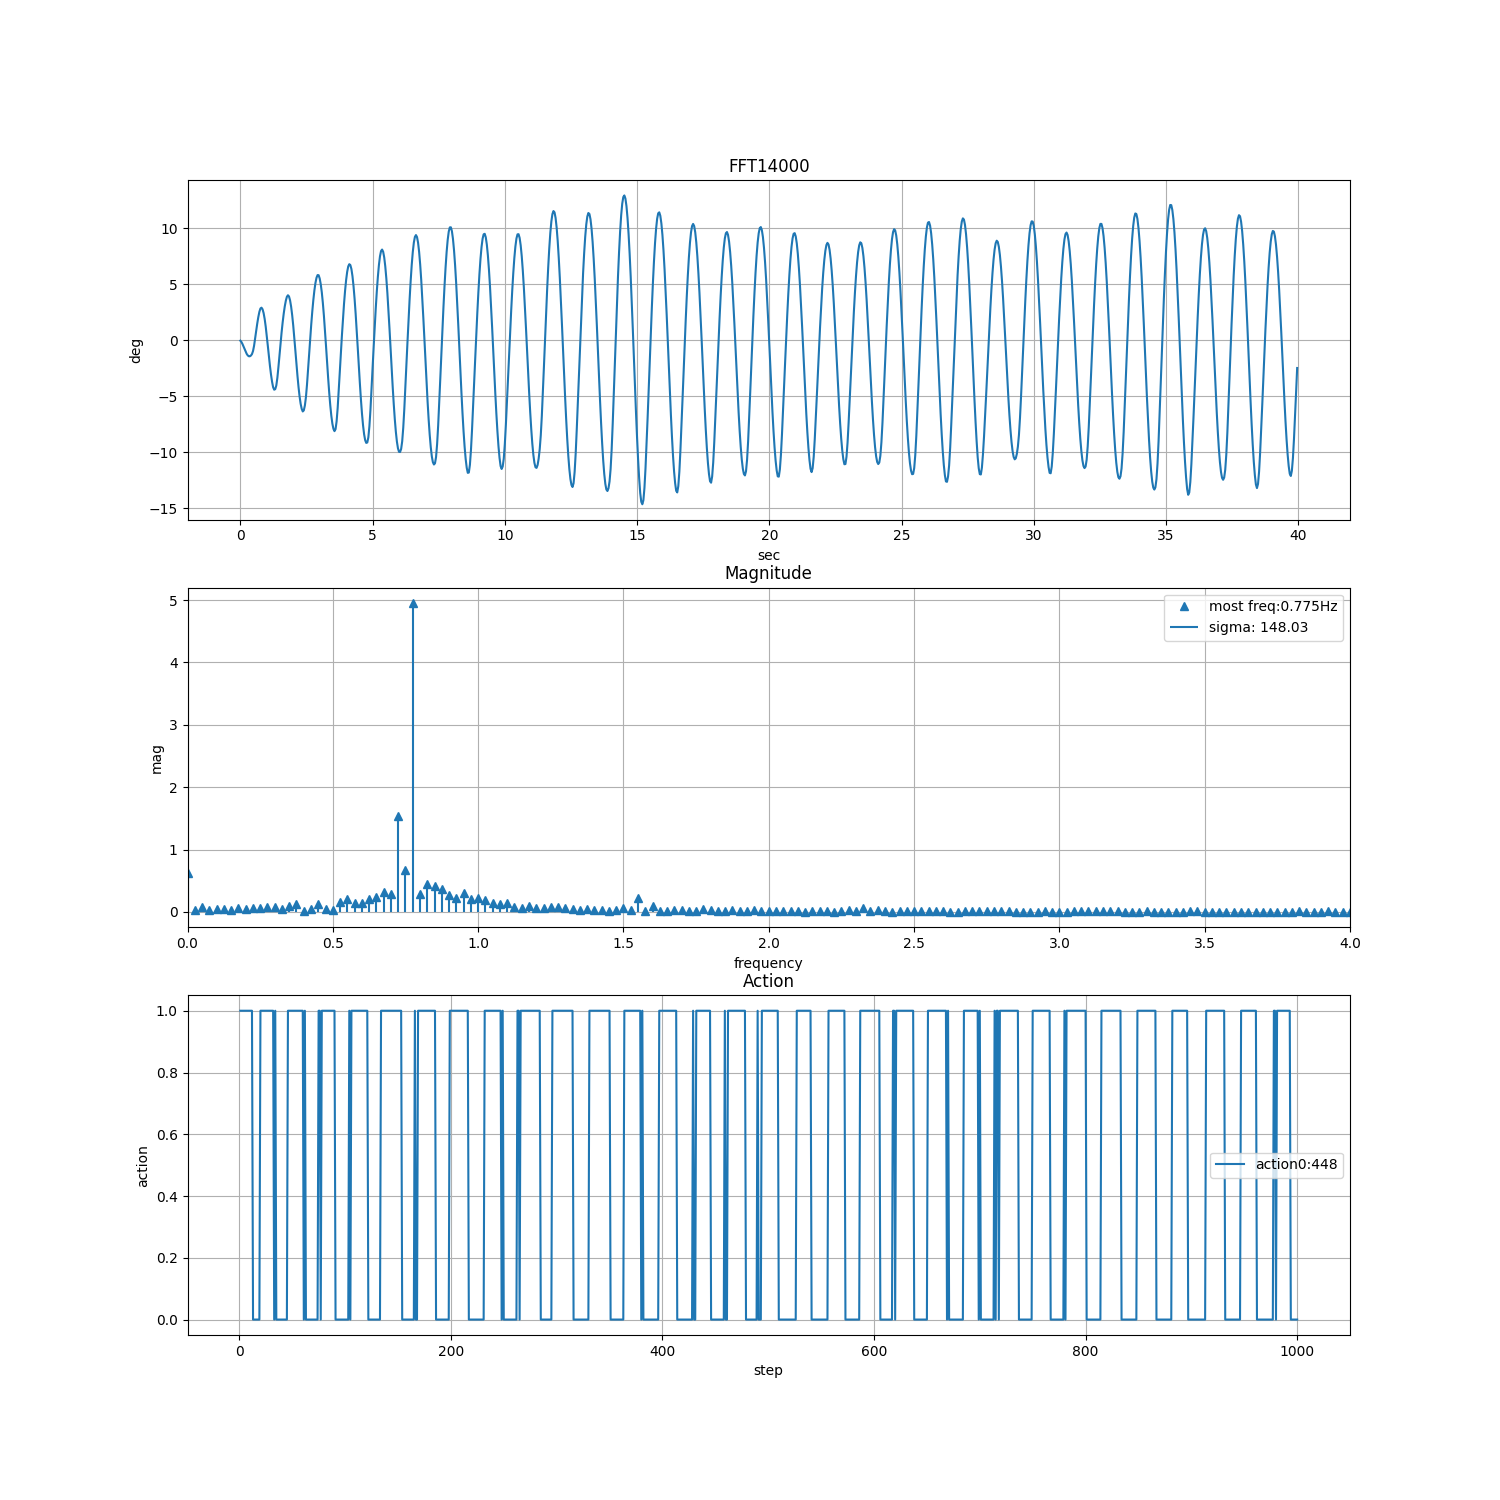 FFT14000
10
5
0
−5
−10
−15
deg
0 5 10 15 20 25 30 35 40
sec
Magnitude
5
4
3
2
1
0
mag
most freq:0.775Hz
sigma: 148.03
0.0 0.5 1.0 1.5 2.0 2.5 3.0 3.5 4.0
frequency
Action
1.0
0.8
0.6
0.4
0.2
0.0
action
action0:448
0 200 400 600 800 1000
step